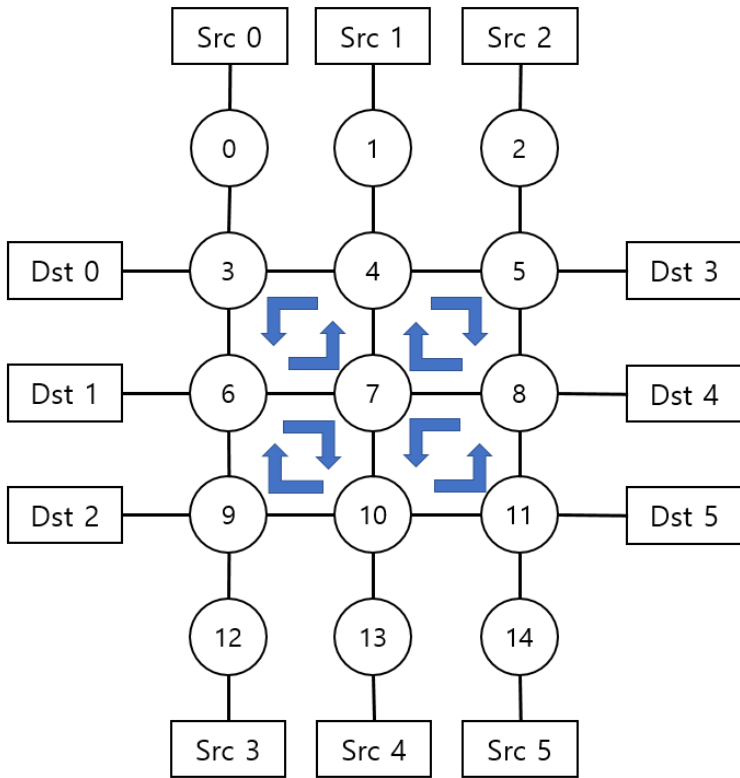 Src 0 Src 1 Src 2
0 1 2
Dst 0 3 4 5 Dst 3
Dst 1 6 7 8 Dst 4
Dst 2 9 10 11 Dst 5
12 13 14
Src 3 Src 4 Src 5